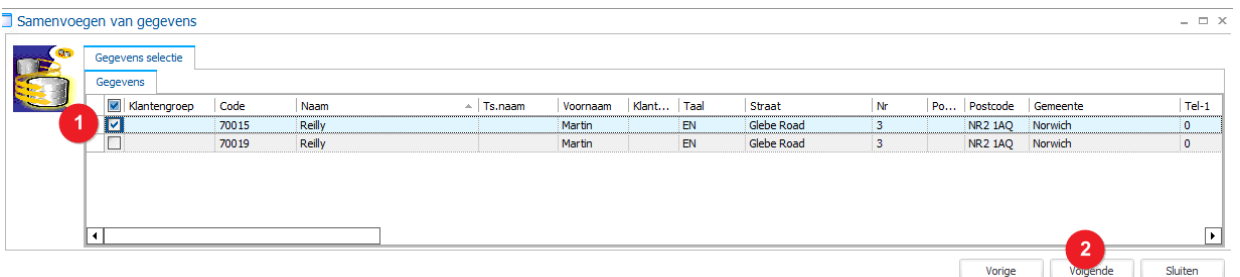 Samenvoegen van gegevens
Gegevens selectie
Gegevens
Klantengroep Code Naam Ts.naam Voornaam Klant... Taal Straat Nr Po... Postcode Gemeente Tel-1
1 70015 Reilly Martin EN Glebe Road 3 NR2 1AQ Norwich 0
70019 Reilly Martin EN Glebe Road 3 NR2 1AQ Norwich 0
2
Vorige Volgende Sluiten